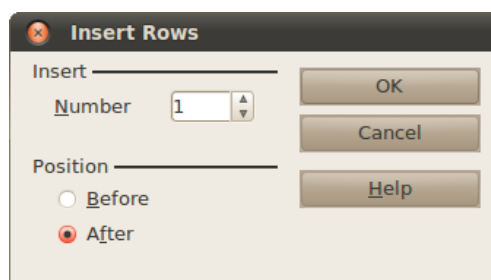 Insert Rows
Insert
Number 1
Position
Before
After
OK
Cancel
Help